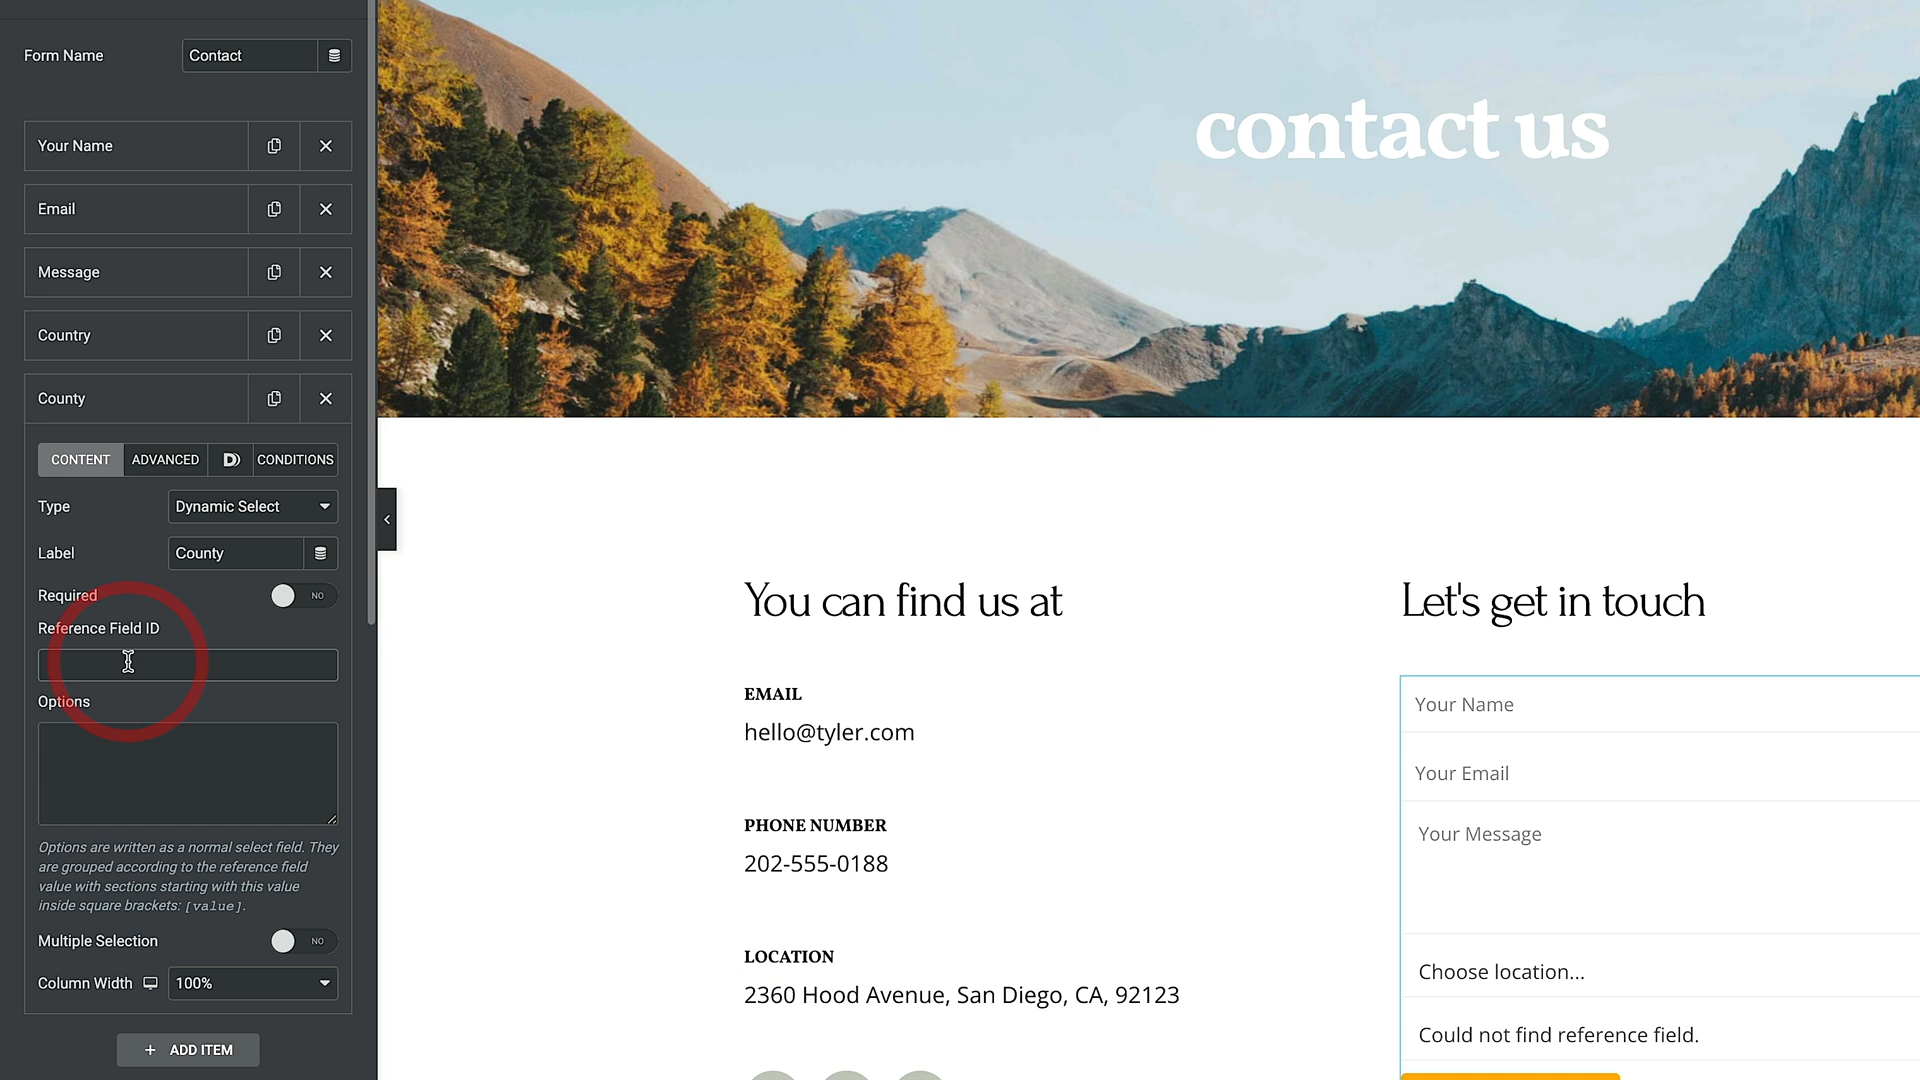 Form Name
Contact
Your Name
Email
Message
Country
County
CONTENT
ADVANCED
CONDITIONS
Type
Dynamic Select
Label
County
Required
NO
Reference Field ID
Options
Options are written as a normal select field. They
are grouped according to the reference field
value with sections starting with this value
inside square brackets: [value].
Multiple Selection
NO
Column Width
100%
+ ADD ITEM
contact us
You can find us at
EMAIL
hello@tyler.com
PHONE NUMBER
202-555-0188
LOCATION
2360 Hood Avenue, San Diego, CA, 92123
Let's get in touch
Your Name
Your Email
Your Message
Choose location...
Could not find reference field.